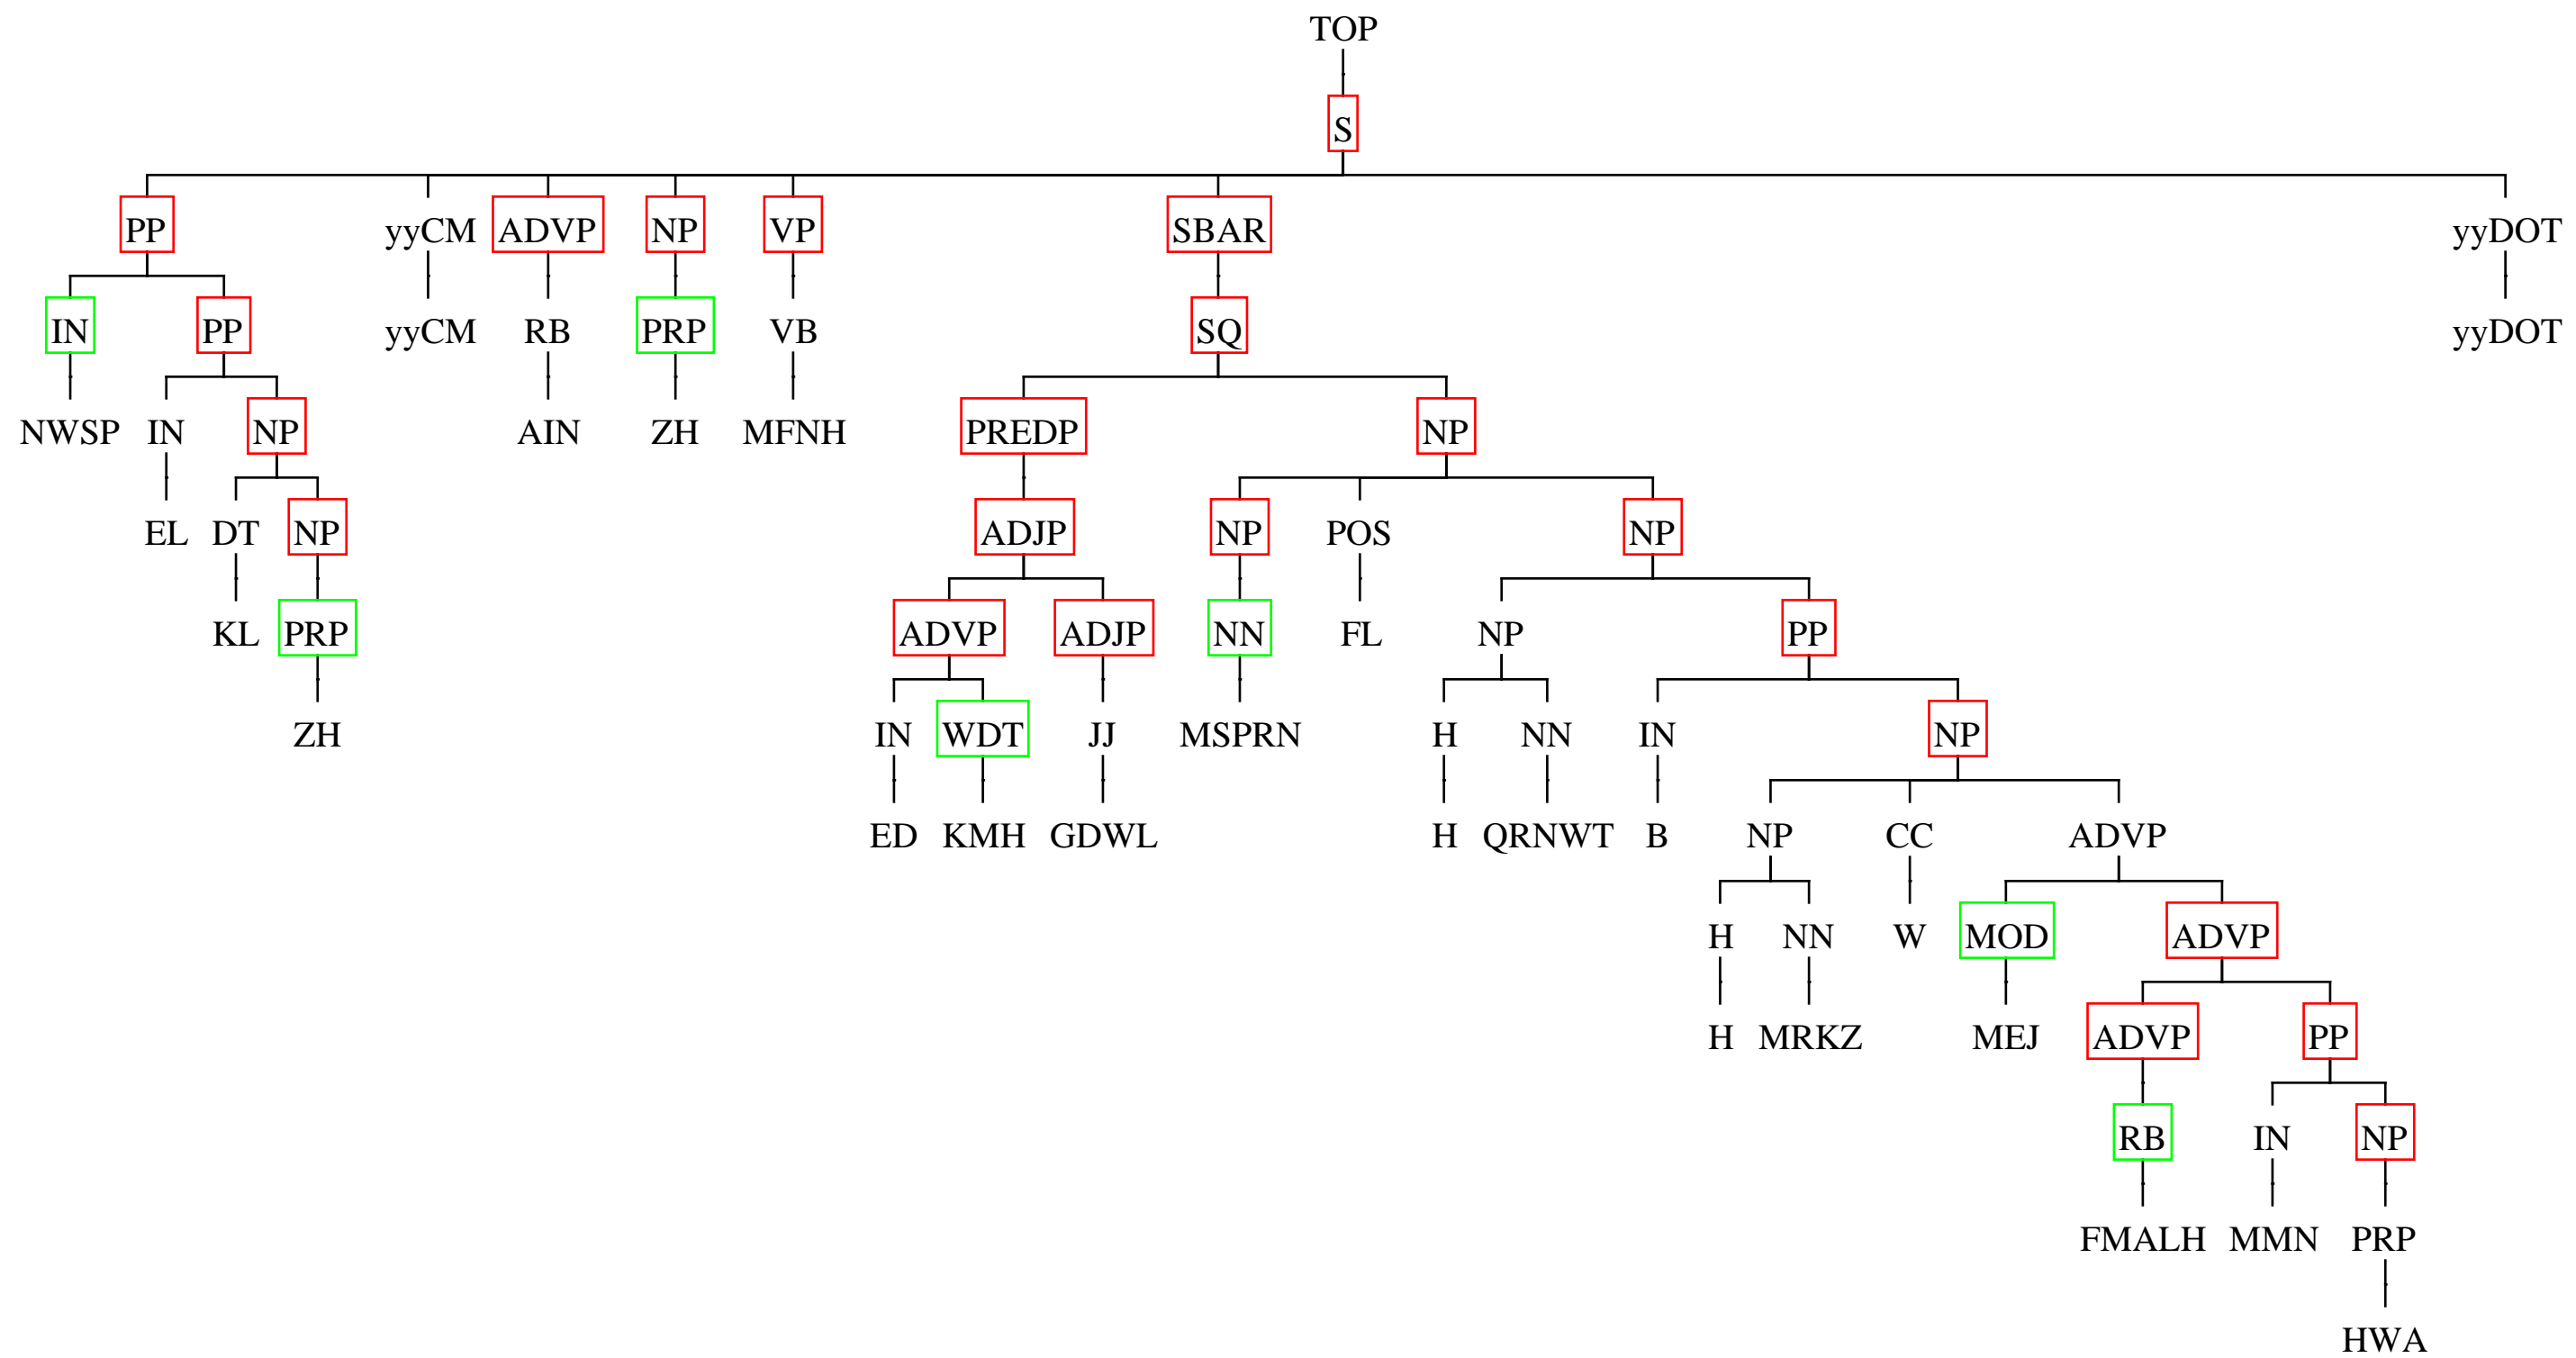 TOP
S
PP yyCM ADVP NP VP SBAR yyDOT
IN PP yyCM RB PRP VB SQ yyDOT
NWSP IN NP AIN ZH MFNH PREDP NP
EL DT NP ADJP NP POS NP
KL PRP ADVP ADJP NN FL NP PP
ZH IN WDT JJ MSPRN H NN IN NP
ED KMH GDWL H QRNWT B NP CC ADVP
H NN W MOD ADVP
H MRKZ MEJ ADVP PP
RB IN NP
FMALH MMN PRP
HWA